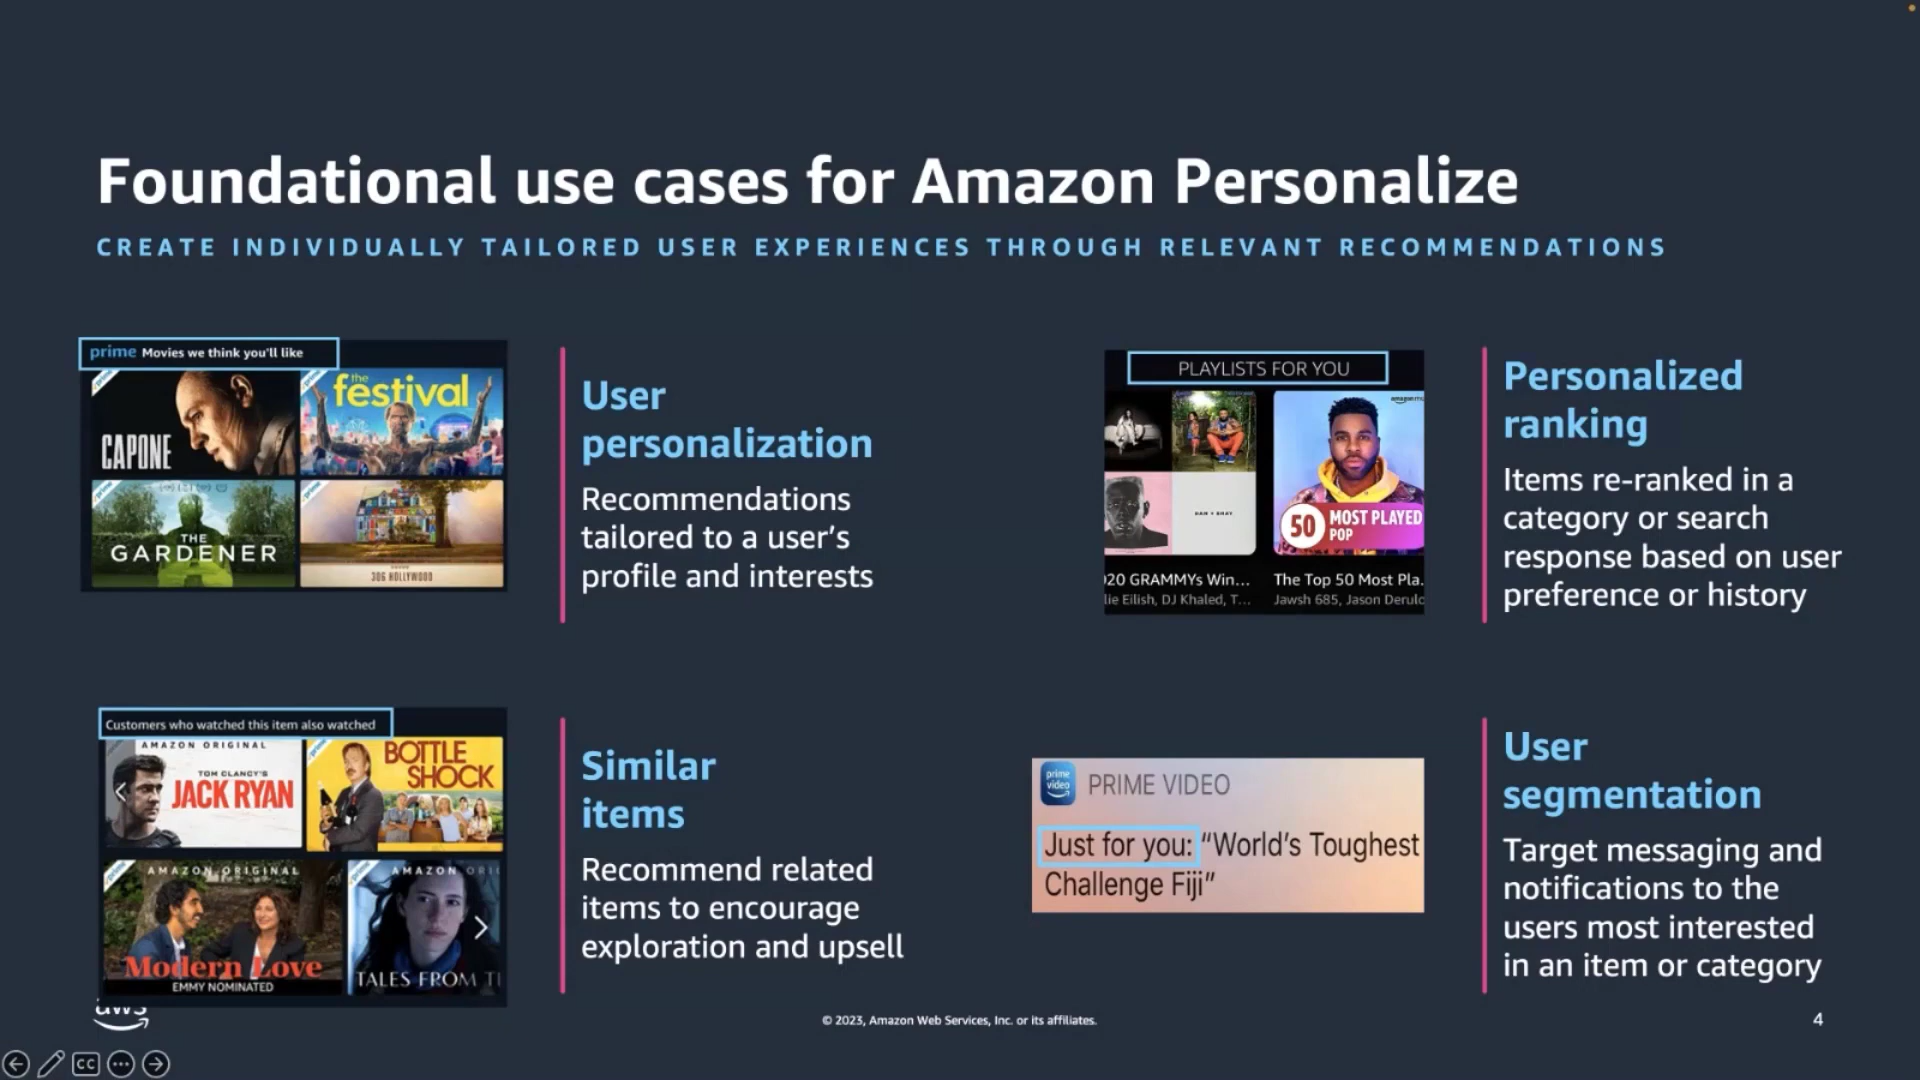 Foundational use cases for Amazon Personalize
CREATE INDIVIDUALLY TAILORED USER EXPERIENCES THROUGH RELEVANT RECOMMENDATIONS
prime Movies we think you'll like
CAPONE
the festival
THE
GARDENER
306 HOLLYWOOD
User
personalization
Recommendations
tailored to a user's
profile and interests
PLAYLISTS FOR YOU
50 MOST PLAYED
POP
20 GRAMMYs Win...
The Top 50 Most Pla.
lie Eilish, DJ Khaled, T...
Jawsh 685, Jason Derulo
Personalized
ranking
Items re-ranked in a
category or search
response based on user
preference or history
Customers who watched this item also watched
AMAZON ORIGINAL
TOM CLANCY'S
JACK RYAN
BOTTLE
SHOCK
AMAZON ORIGINAL
Modern Love
EMMY NOMINATED
AMAZON ORI
TALES FROM T
Similar
items
Recommend related
items to encourage
exploration and upsell
prime
video
PRIME VIDEO
Just for you: “World’s Toughest
Challenge Fiji”
User
segmentation
Target messaging and
notifications to the
users most interested
in an item or category
aws
© 2023, Amazon Web Services, Inc. or its affiliates.
4
CC